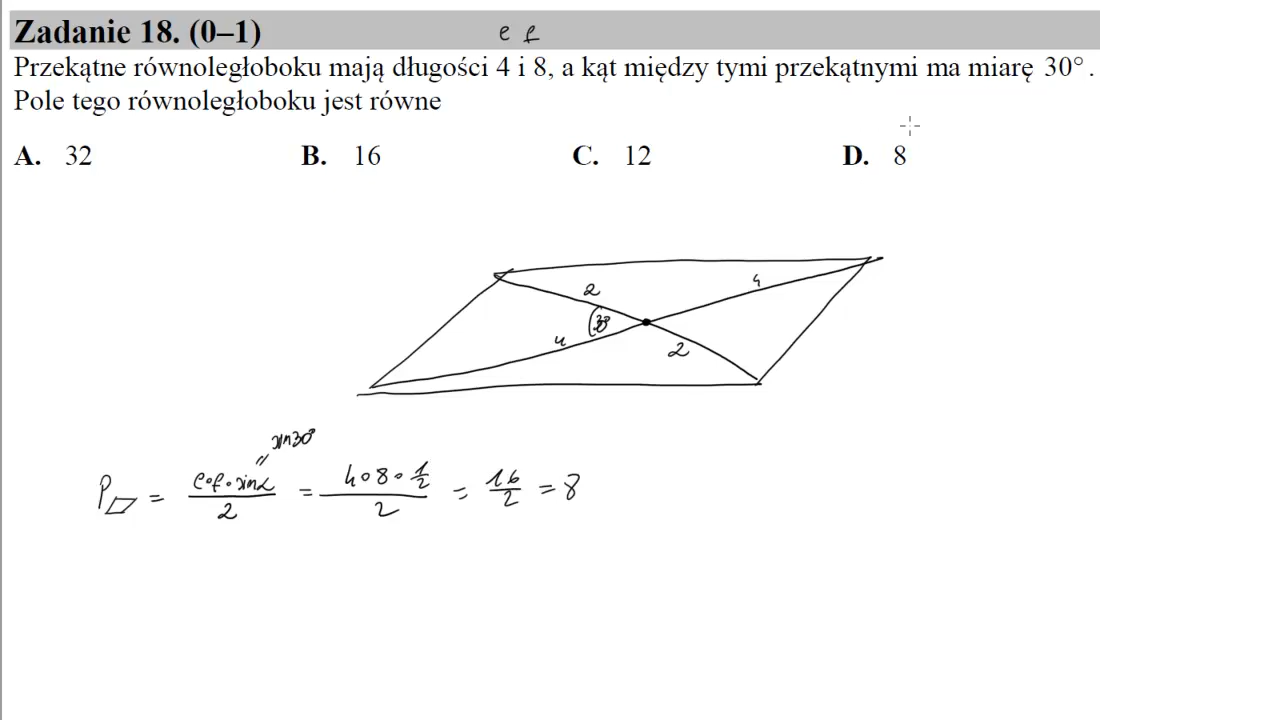 Zadanie 18. (0–1) e f
Przekątne równoległoboku mają długości 4 i 8, a kąt między tymi przekątnymi ma miarę 30°.
Pole tego równoległoboku jest równe
A. 32 B. 16 C. 12 D. 8
2 4
30°
4 2
sin30°
P▱ = e·f·sinα/2 = 4·8·1/2/2 = 16/2 = 8